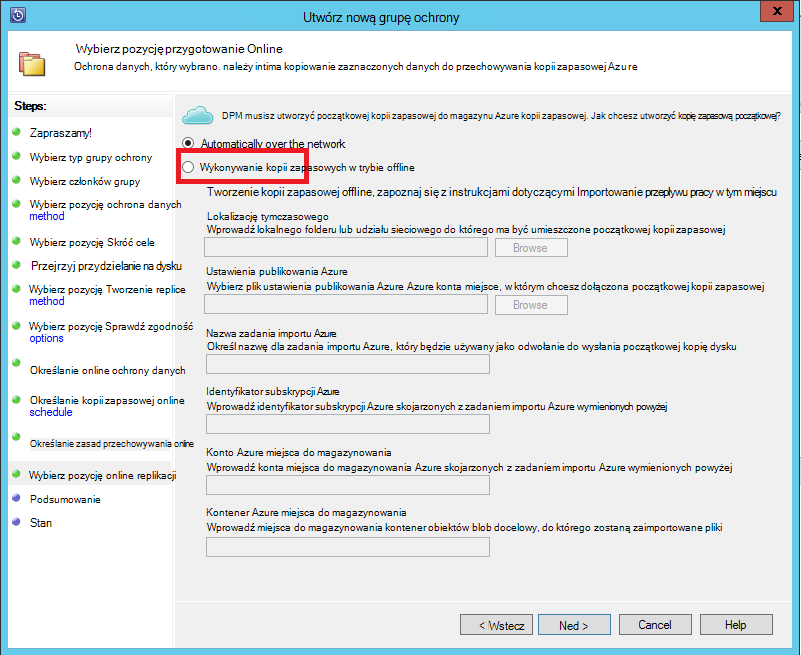 Utwórz nową grupę ochrony
X
Wybierz pozycję przygotowanie Online
Ochrona danych, który wybrano. należy intima kopiowanie zaznaczonych danych do przechowywania kopii zapasowej Azure
Steps:
Zapraszamy!
Wybierz typ grupy ochrony
Wybierz członków grupy
Wybierz pozycję ochrona danych
method
Wybierz pozycję Skróć cele
Przejrzyj przydzielanie na dysku
Wybierz pozycję Tworzenie replice
method
Wybierz pozycję Sprawdź zgodność
options
Określanie online ochrony danych
Określanie kopii zapasowej online
schedule
Określanie zasad przechowywania online
Wybierz pozycję online replikacji
Podsumowanie
Stan
DPM musisz utworzyć początkowej kopii zapasowej do magazynu Azure kopii zapasowej. Jak chcesz utworzyć kopię zapasową początkowej?
Automatically over the network
Wykonywanie kopii zapasowych w trybie offline
Tworzenie kopii zapasowej offline, zapoznaj się z instrukcjami dotyczącymi Importowanie przepływu pracy w tym miejscu
Lokalizację tymczasowego
Wprowadź lokalnego folderu lub udziału sieciowego do którego ma być umieszczone początkowej kopii zapasowej
Browse
Ustawienia publikowania Azure
Wybierz plik ustawienia publikowania Azure Azure konta miejsce, w którym chcesz dołączona początkowej kopii zapasowej
Browse
Nazwa zadania importu Azure
Określ nazwę dla zadania importu Azure, który będzie używany jako odwołanie do wysłania początkowej kopię dysku
Identyfikator subskrypcji Azure
Wprowadź identyfikator subskrypcji Azure skojarzonych z zadaniem importu Azure wymienionych powyżej
Konto Azure miejsca do magazynowania
Wprowadź konta miejsca do magazynowania Azure skojarzonych z zadaniem importu Azure wymienionych powyżej
Kontener Azure miejsca do magazynowania
Wprowadź miejsca do magazynowania kontener obiektów blob docelowy, do którego zostaną zaimportowane pliki
< Wstecz
Ned >
Cancel
Help